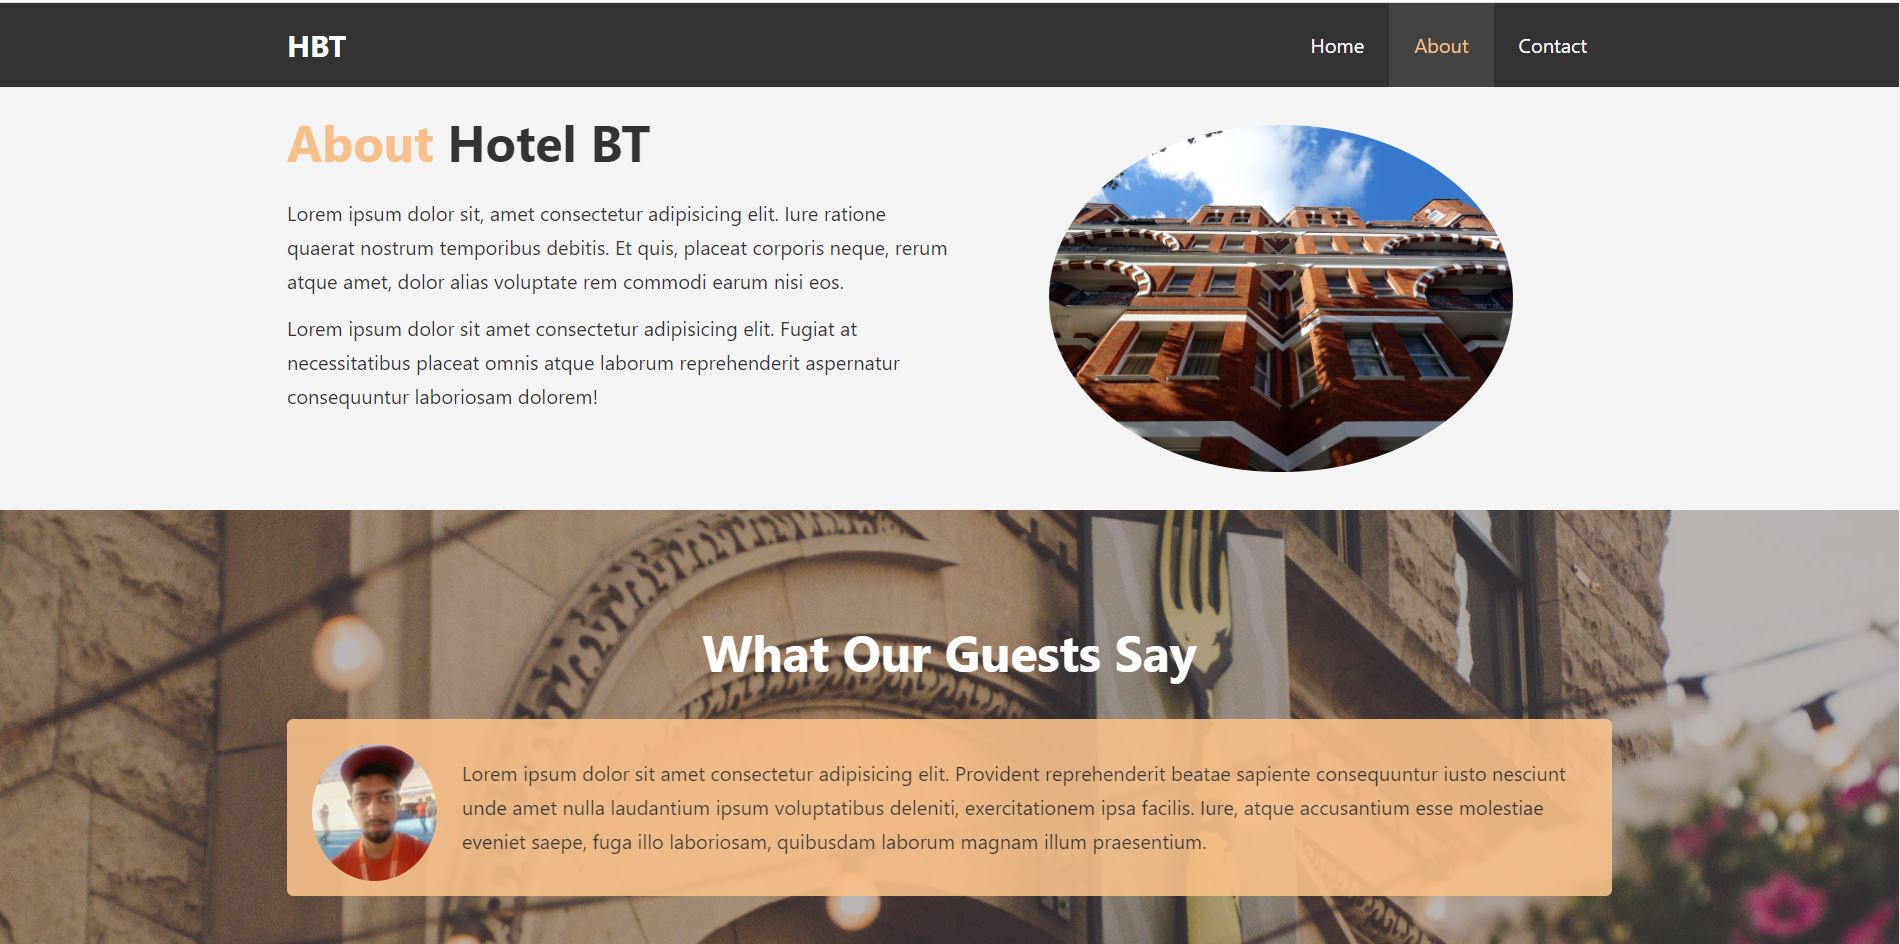 HBT
Home About Contact
About Hotel BT
Lorem ipsum dolor sit, amet consectetur adipisicing elit. Iure ratione
quaerat nostrum temporibus debitis. Et quis, placeat corporis neque, rerum
atque amet, dolor alias voluptate rem commodi earum nisi eos.
Lorem ipsum dolor sit amet consectetur adipisicing elit. Fugiat at
necessitatibus placeat omnis atque laborum reprehenderit aspernatur
consequuntur laboriosam dolorem!
What Our Guests Say
Lorem ipsum dolor sit amet consectetur adipisicing elit. Provident reprehenderit beatae sapiente consequuntur iusto nesciunt
unde amet nulla laudantium ipsum voluptatibus deleniti, exercitationem ipsa facilis. Iure, atque accusantium esse molestiae
eveniet saepe, fuga illo laboriosam, quibusdam laborum magnam illum praesentium.